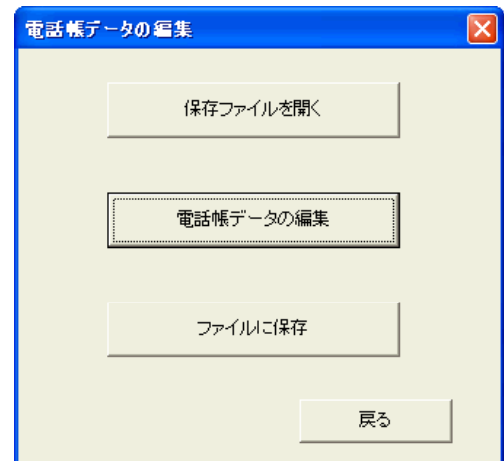 電話帳データの編集
保存ファイルを開く
電話帳データの編集
ファイルに保存
戻る